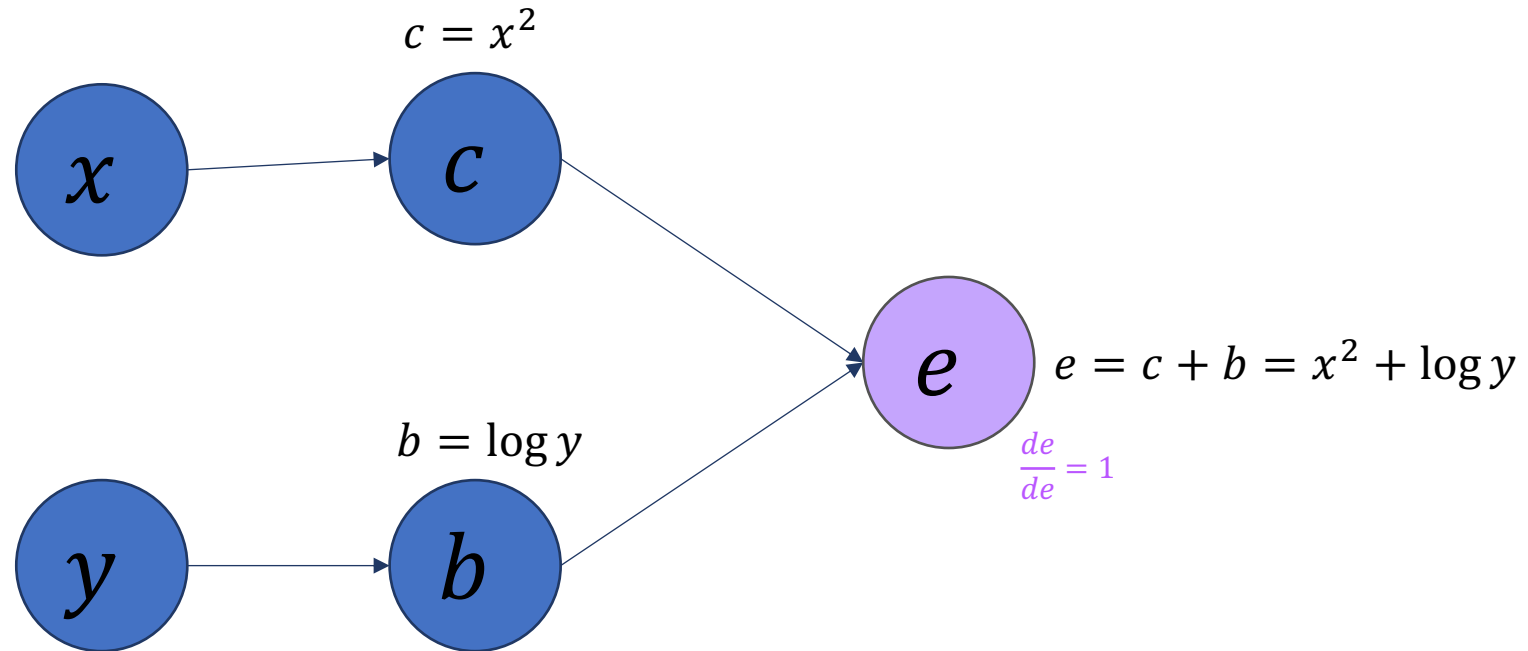 c = x²
x
c
e
e = c + b = x² + log y
de/de = 1
b = log y
y
b